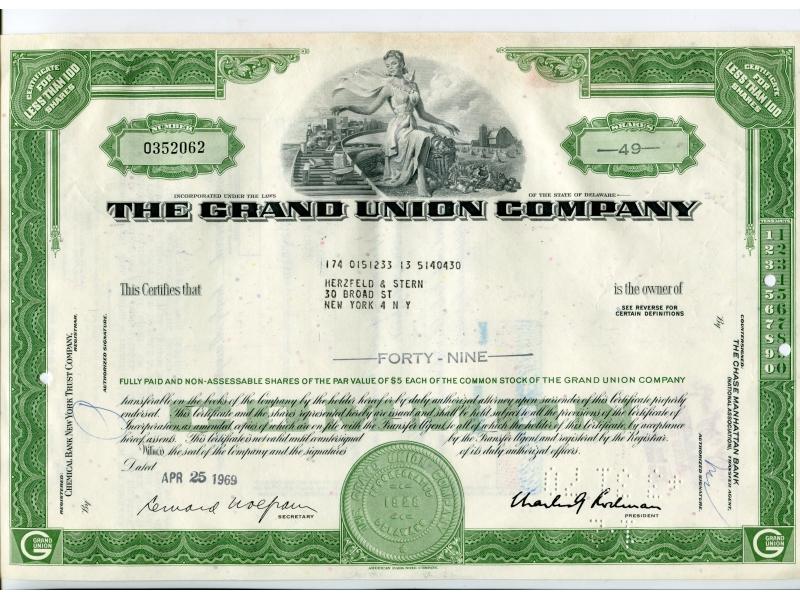 CERTIFICATE
FOR
LESS THAN 100
SHARES
CERTIFICATE
FOR
LESS THAN 100
SHARES
NUMBER
0352062
SHARES
49
INCORPORATED UNDER THE LAWS
OF THE STATE OF DELAWARE
THE GRAND UNION COMPANY
174 0151233 13 5140430
This Certifies that
HERZFELD & STERN
30 BROAD ST
NEW YORK 4 N Y
is the owner of
SEE REVERSE FOR
CERTAIN DEFINITIONS
FORTY-NINE
FULLY PAID AND NON-ASSESSABLE SHARES OF THE PAR VALUE OF $5 EACH OF THE COMMON STOCK OF THE GRAND UNION COMPANY
transferable on the books of the Company by the holder hereof or by duly authorized attorney upon surrender of this Certificate properly
endorsed. This Certificate and the shares represented hereby are issued and shall be held subject to all the provisions of the Certificate of
Incorporation, as amended, copies of which are on file with the Transfer Agent, to all of which the holder of this Certificate, by acceptance
hereof, assents. This Certificate is not valid until countersigned by the Transfer Agent and registered by the Registrar.
Witness the seal of the Company and the signatures of its duly authorized officers.
Dated
APR 25 1969
SECRETARY
PRESIDENT
REGISTERED:
CHEMICAL BANK NEW YORK TRUST COMPANY,
REGISTRAR.
By
AUTHORIZED SIGNATURE.
COUNTERSIGNED:
THE CHASE MANHATTAN BANK
(NATIONAL ASSOCIATION),
TRANSFER AGENT,
By
AUTHORIZED SIGNATURE.
1 1
2 2
3 3
5
5
6 6
7 7
8 8
9
0 0
G
GRAND
UNION
G
GRAND
UNION
AMERICAN BANK NOTE COMPANY.